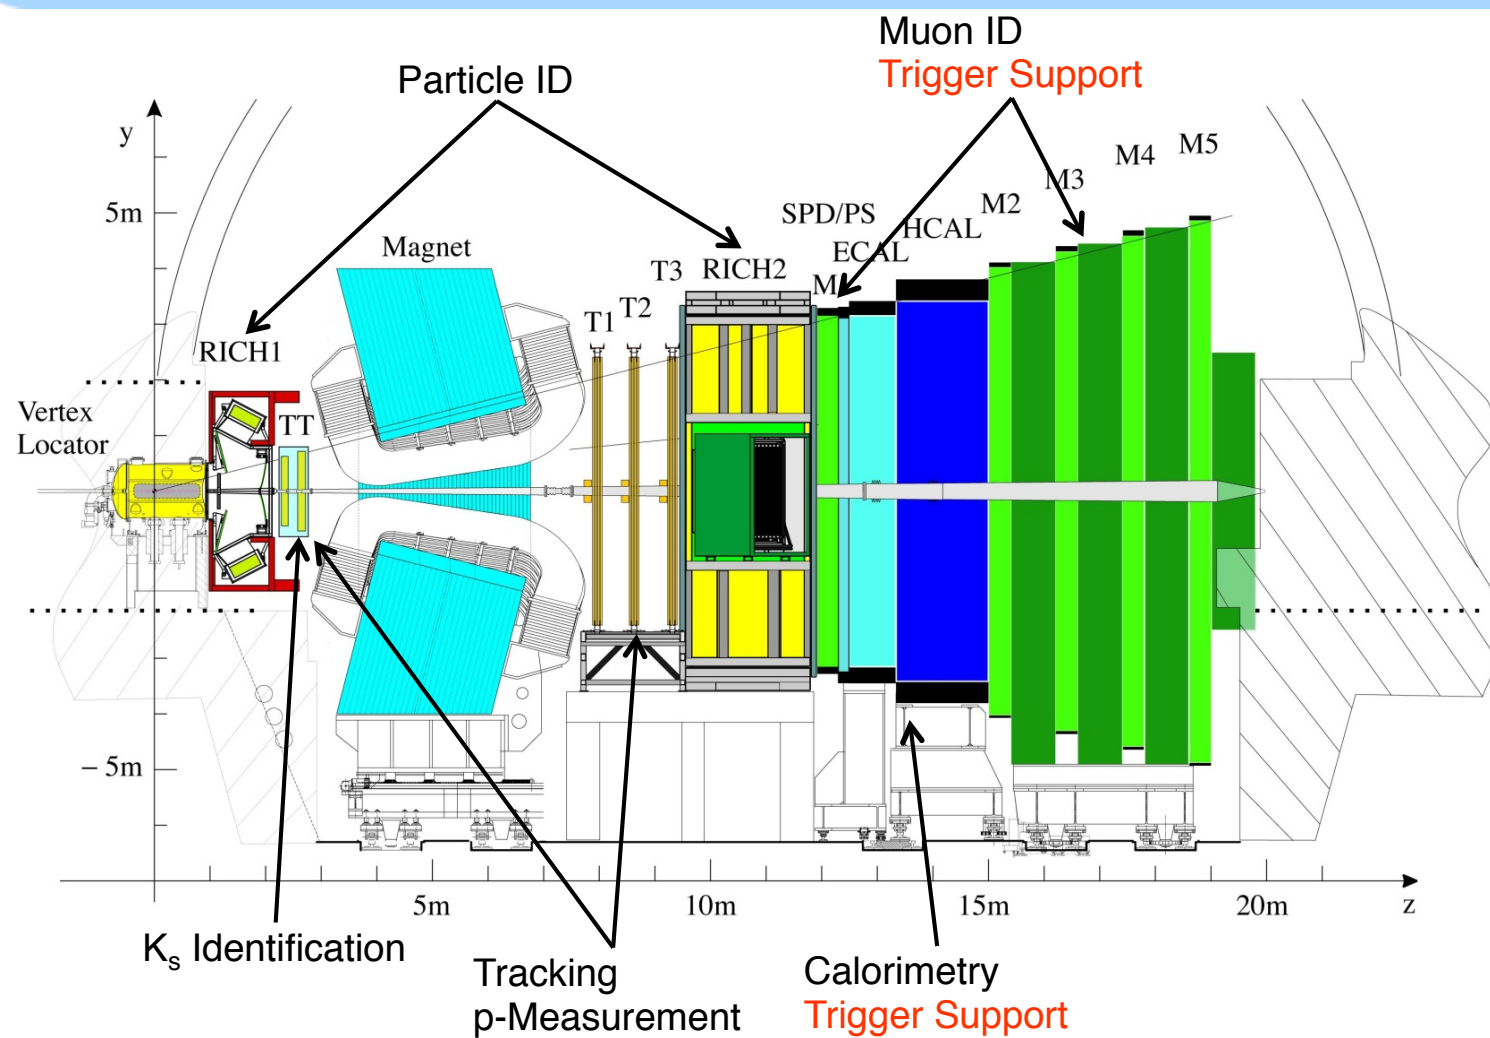 Muon ID
Trigger Support
Particle ID
y
5m
M5
M4
M3
M2
SPD/PS
HCAL
ECAL
Magnet
T3
RICH2
M
T2
T1
RICH1
Vertex
Locator
TT
– 5m
5m
10m
15m
20m
z
Ks Identification
Tracking
p-Measurement
Calorimetry
Trigger Support